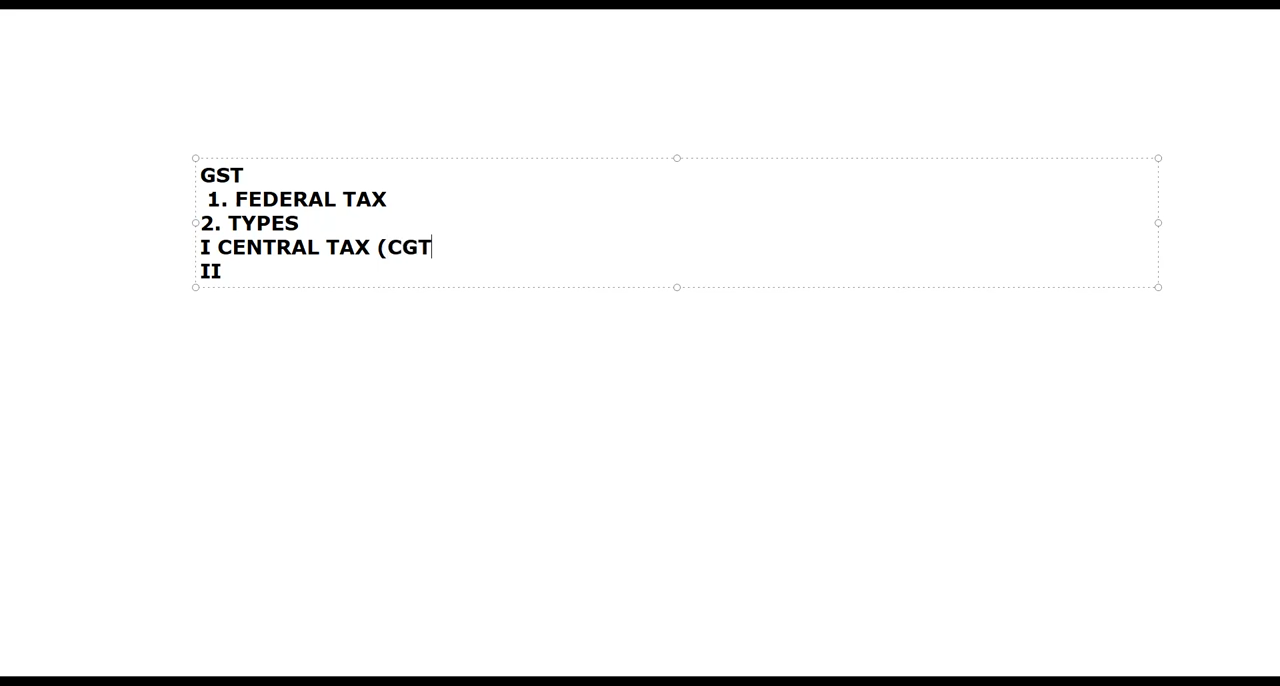 GST
1. FEDERAL TAX
2. TYPES
I CENTRAL TAX (CGT
II